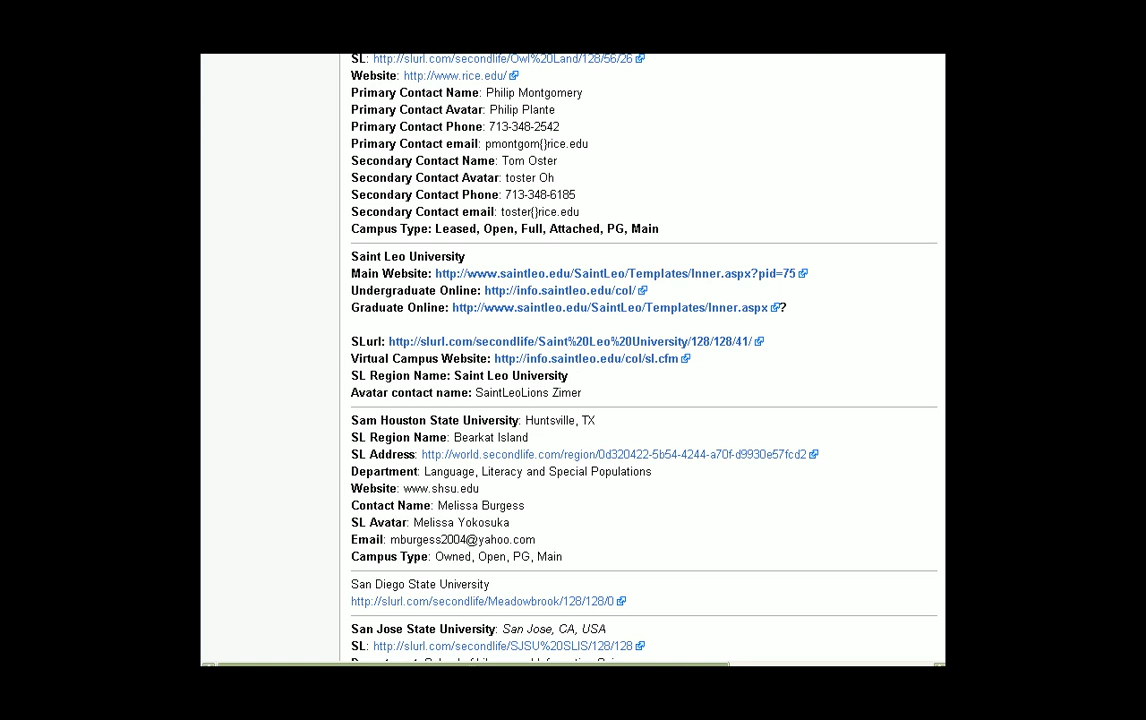 SL: http://slurl.com/secondlife/Owl%20Land/128/56/26
Website: http://www.rice.edu/
Primary Contact Name: Philip Montgomery
Primary Contact Avatar: Philip Plante
Primary Contact Phone: 713-348-2542
Primary Contact email: pmontgom{}rice.edu
Secondary Contact Name: Tom Oster
Secondary Contact Avatar: toster Oh
Secondary Contact Phone: 713-348-6185
Secondary Contact email: toster{}rice.edu
Campus Type: Leased, Open, Full, Attached, PG, Main
Saint Leo University
Main Website: http://www.saintleo.edu/SaintLeo/Templates/Inner.aspx?pid=75
Undergraduate Online: http://info.saintleo.edu/col/
Graduate Online: http://www.saintleo.edu/SaintLeo/Templates/Inner.aspx ?
SLurl: http://slurl.com/secondlife/Saint%20Leo%20University/128/128/41/
Virtual Campus Website: http://info.saintleo.edu/col/sl.cfm
SL Region Name: Saint Leo University
Avatar contact name: SaintLeoLions Zimer
Sam Houston State University: Huntsville, TX
SL Region Name: Bearkat Island
SL Address: http://world.secondlife.com/region/0d320422-5b54-4244-a70f-d9930e57fcd2
Department: Language, Literacy and Special Populations
Website: www.shsu.edu
Contact Name: Melissa Burgess
SL Avatar: Melissa Yokosuka
Email: mburgess2004@yahoo.com
Campus Type: Owned, Open, PG, Main
San Diego State University
http://slurl.com/secondlife/Meadowbrook/128/128/0
San Jose State University: San Jose, CA, USA
SL: http://slurl.com/secondlife/SJSU%20SLIS/128/128